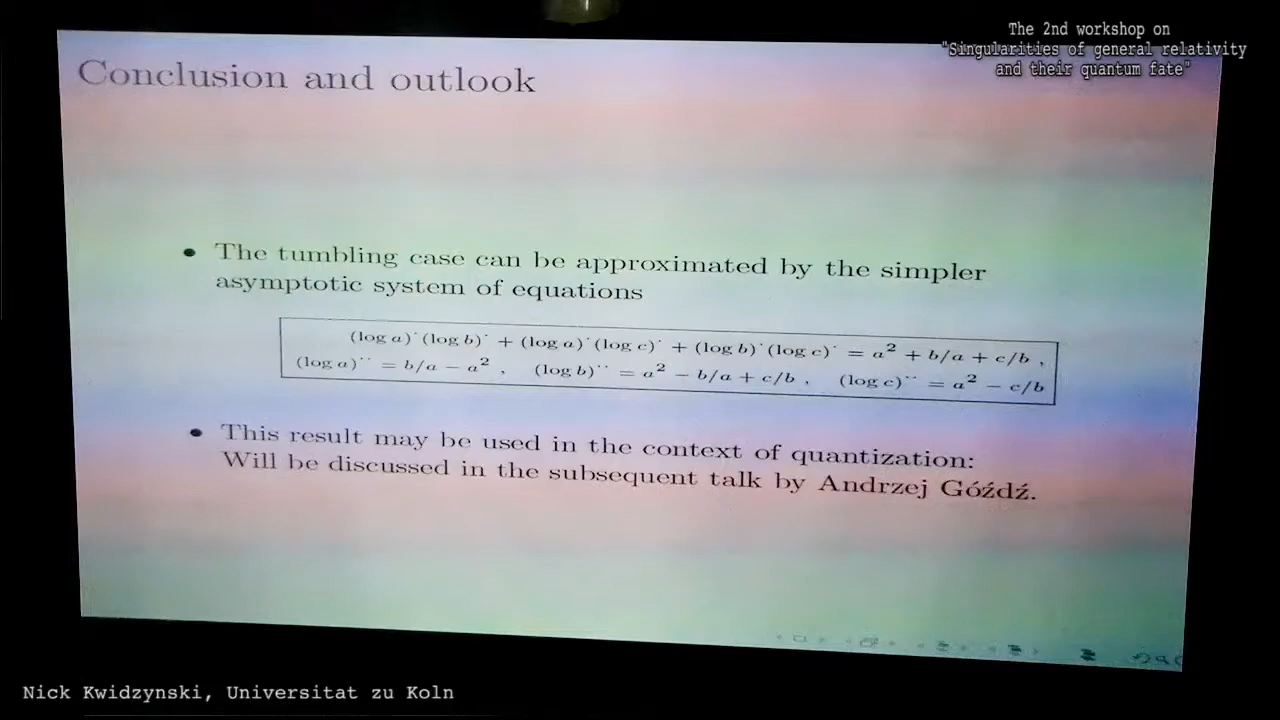 The 2nd workshop on
"Singularities of general relativity
and their quantum fate"
Conclusion and outlook
• The tumbling case can be approximated by the simpler
asymptotic system of equations
(log a)˙(log b)˙ + (log a)˙(log c)˙ + (log b)˙(log c)˙ = a² + b/a + c/b ,
(log a)¨ = b/a − a² , (log b)¨ = a² − b/a + c/b , (log c)¨ = a² − c/b
• This result may be used in the context of quantization:
Will be discussed in the subsequent talk by Andrzej Góźdź.
Nick Kwidzynski, Universitat zu Koln